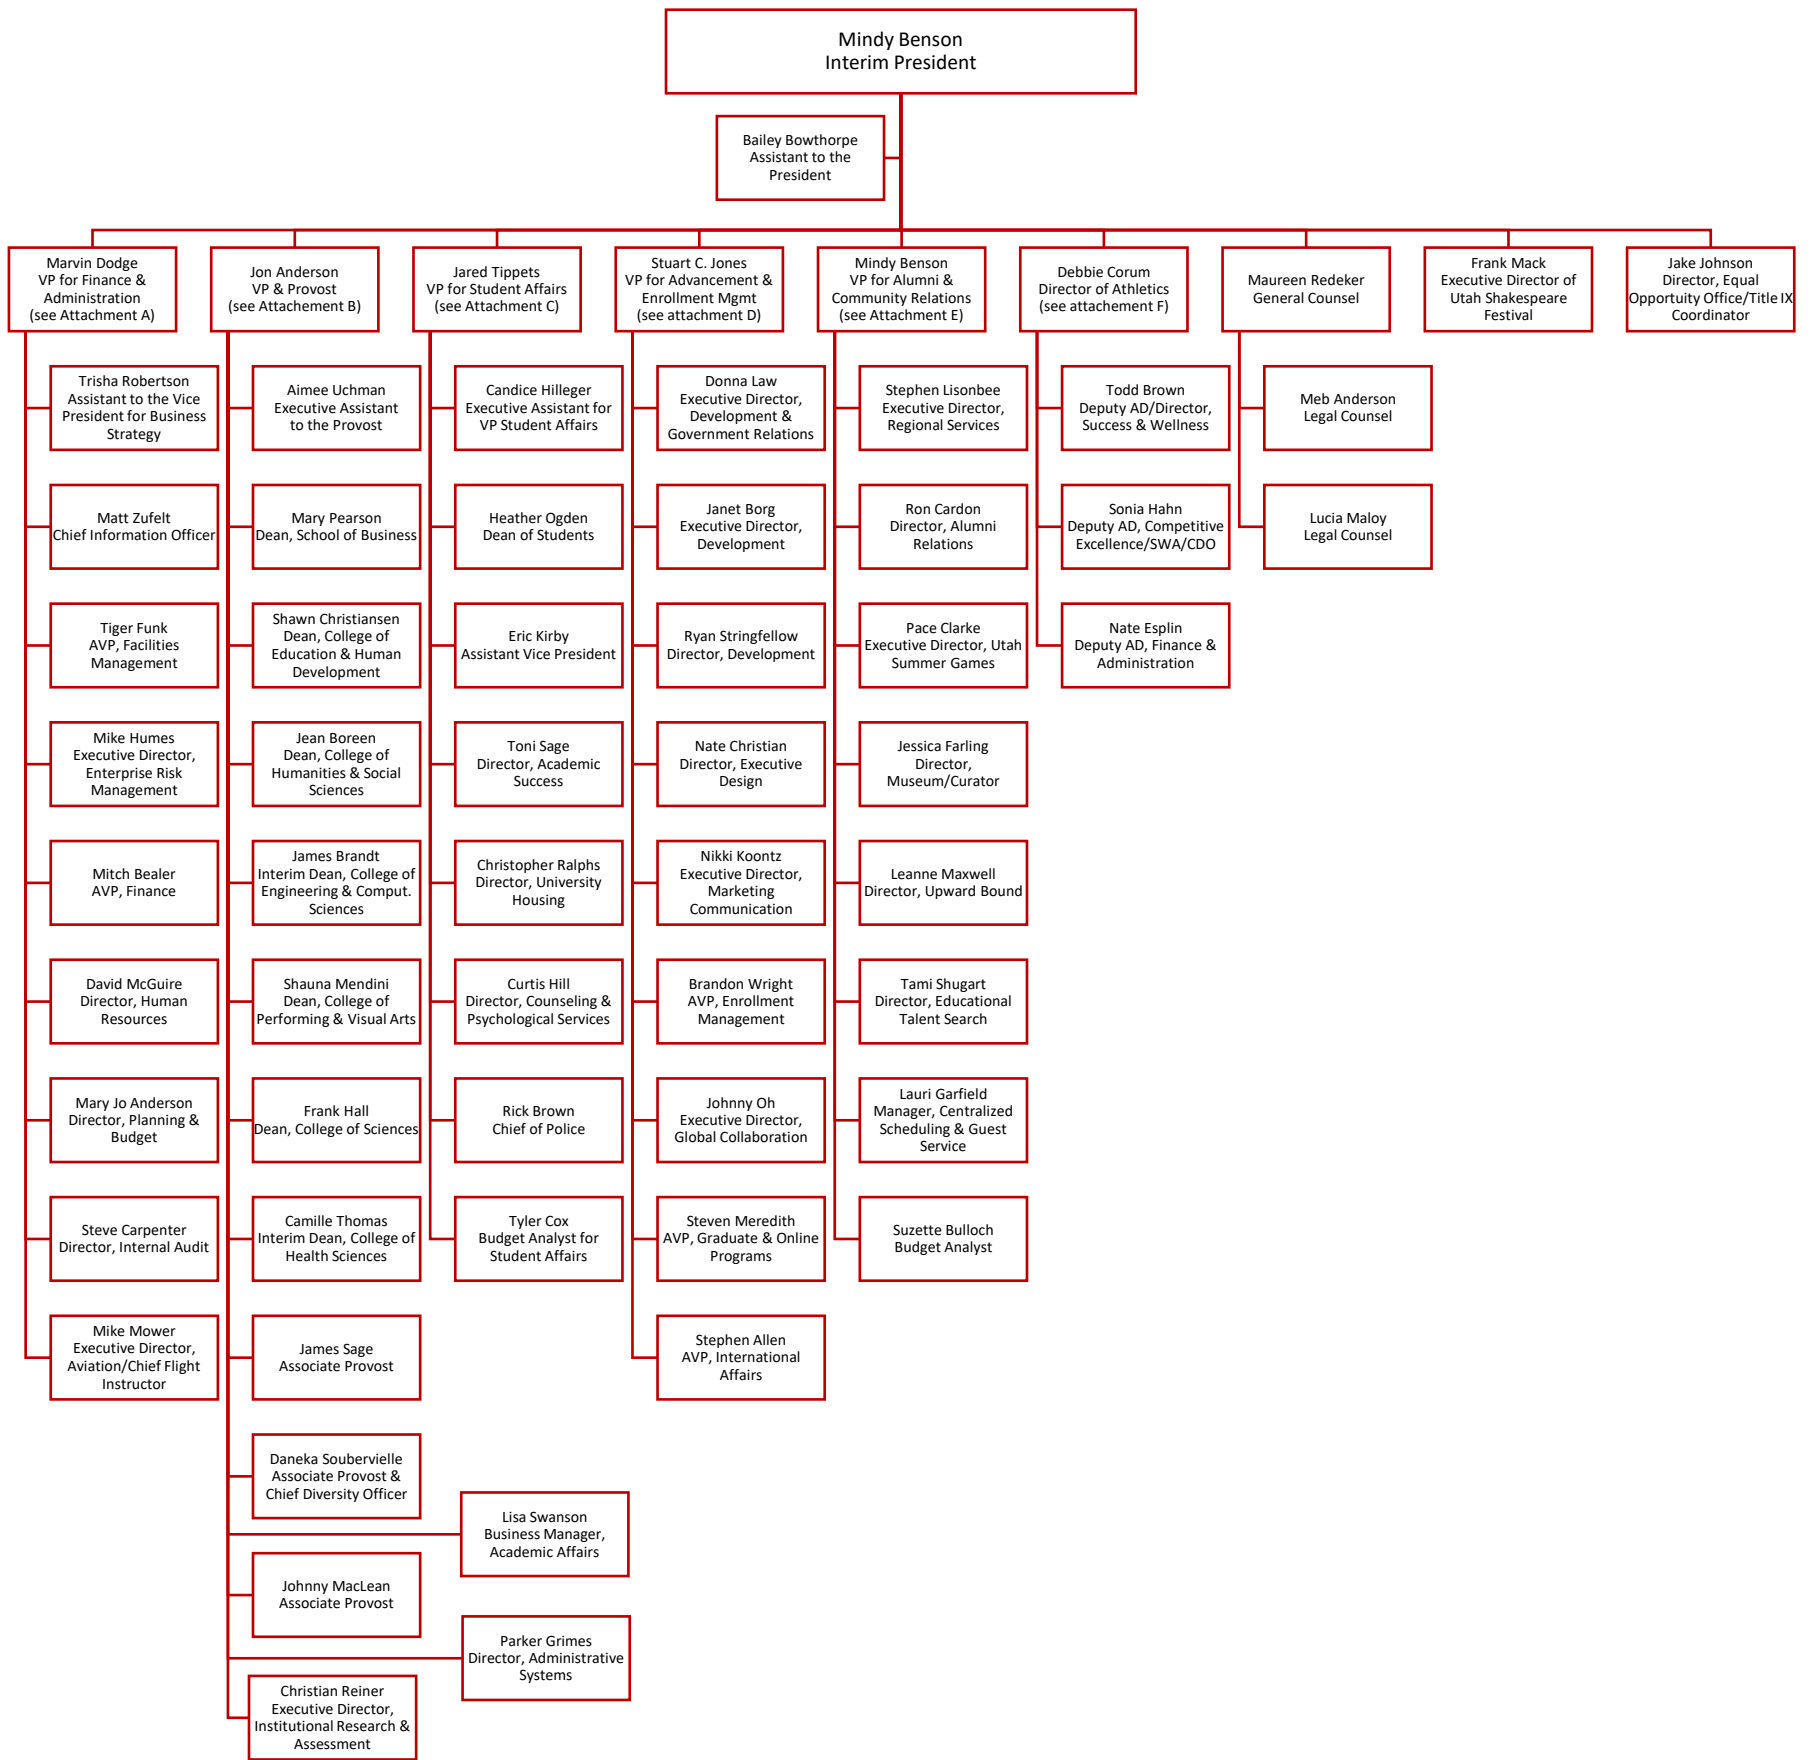 Mindy Benson
Interim President
Bailey Bowthorpe
Assistant to the
President
Marvin Dodge
VP for Finance &
Administration
(see Attachment A)
Jon Anderson
VP & Provost
(see Attachement B)
Jared Tippets
VP for Student Affairs
(see Attachment C)
Stuart C. Jones
VP for Advancement &
Enrollment Mgmt
(see attachment D)
Mindy Benson
VP for Alumni &
Community Relations
(see Attachment E)
Debbie Corum
Director of Athletics
(see attachement F)
Maureen Redeker
General Counsel
Frank Mack
Executive Director of
Utah Shakespeare
Festival
Jake Johnson
Director, Equal
Opportuity Office/Title IX
Coordinator
Trisha Robertson
Assistant to the Vice
President for Business
Strategy
Matt Zufelt
Chief Information Officer
Tiger Funk
AVP, Facilities
Management
Mike Humes
Executive Director,
Enterprise Risk
Management
Mitch Bealer
AVP, Finance
David McGuire
Director, Human
Resources
Mary Jo Anderson
Director, Planning &
Budget
Steve Carpenter
Director, Internal Audit
Mike Mower
Executive Director,
Aviation/Chief Flight
Instructor
Aimee Uchman
Executive Assistant
to the Provost
Mary Pearson
Dean, School of Business
Shawn Christiansen
Dean, College of
Education & Human
Development
Jean Boreen
Dean, College of
Humanities & Social
Sciences
James Brandt
Interim Dean, College of
Engineering & Comput.
Sciences
Shauna Mendini
Dean, College of
Performing & Visual Arts
Frank Hall
Dean, College of Sciences
Camille Thomas
Interim Dean, College of
Health Sciences
James Sage
Associate Provost
Daneka Soubervielle
Associate Provost &
Chief Diversity Officer
Lisa Swanson
Business Manager,
Academic Affairs
Johnny MacLean
Associate Provost
Parker Grimes
Director, Administrative
Systems
Christian Reiner
Executive Director,
Institutional Research &
Assessment
Candice Hilleger
Executive Assistant for
VP Student Affairs
Heather Ogden
Dean of Students
Eric Kirby
Assistant Vice President
Toni Sage
Director, Academic
Success
Christopher Ralphs
Director, University
Housing
Curtis Hill
Director, Counseling &
Psychological Services
Rick Brown
Chief of Police
Tyler Cox
Budget Analyst for
Student Affairs
Donna Law
Executive Director,
Development &
Government Relations
Janet Borg
Executive Director,
Development
Ryan Stringfellow
Director, Development
Nate Christian
Director, Executive
Design
Nikki Koontz
Executive Director,
Marketing
Communication
Brandon Wright
AVP, Enrollment
Management
Johnny Oh
Executive Director,
Global Collaboration
Steven Meredith
AVP, Graduate & Online
Programs
Stephen Allen
AVP, International
Affairs
Stephen Lisonbee
Executive Director,
Regional Services
Ron Cardon
Director, Alumni
Relations
Pace Clarke
Executive Director, Utah
Summer Games
Jessica Farling
Director,
Museum/Curator
Leanne Maxwell
Director, Upward Bound
Tami Shugart
Director, Educational
Talent Search
Lauri Garfield
Manager, Centralized
Scheduling & Guest
Service
Suzette Bulloch
Budget Analyst
Todd Brown
Deputy AD/Director,
Success & Wellness
Sonia Hahn
Deputy AD, Competitive
Excellence/SWA/CDO
Nate Esplin
Deputy AD, Finance &
Administration
Meb Anderson
Legal Counsel
Lucia Maloy
Legal Counsel